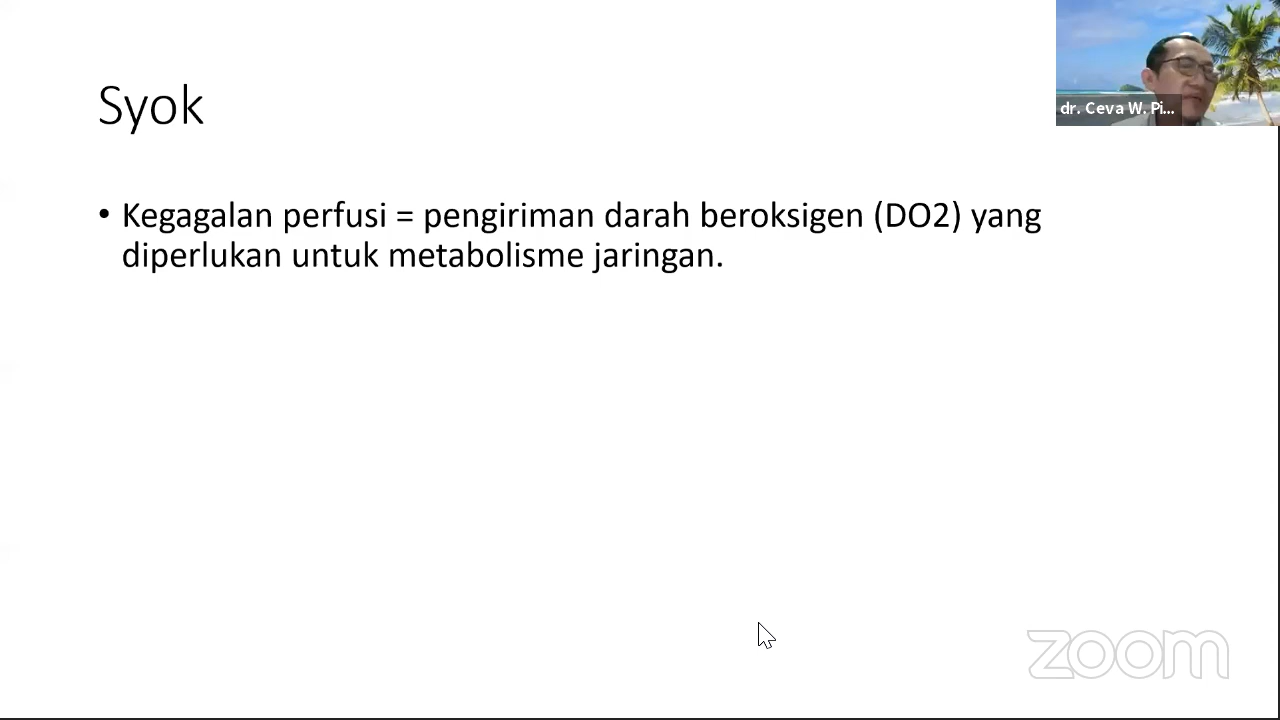 Syok
dr. Ceva W. Pi...
• Kegagalan perfusi = pengiriman darah beroksigen (DO2) yang
diperlukan untuk metabolisme jaringan.
zoom